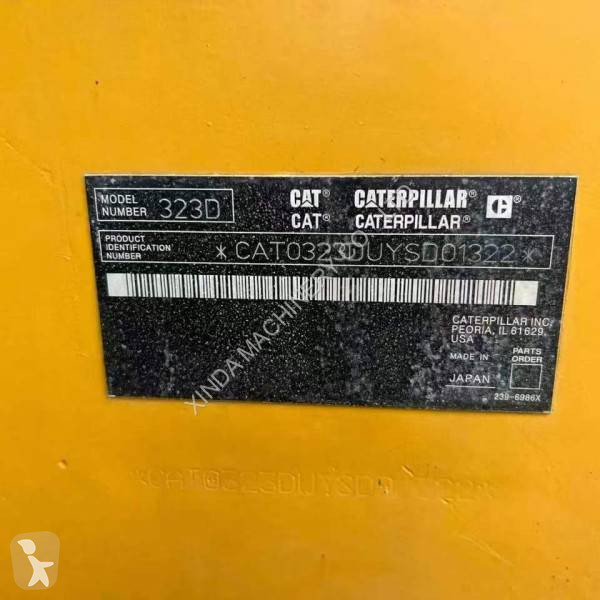 MODEL NUMBER 323D
CAT® CATERPILLAR® C
CAT® CATERPILLAR®
PRODUCT IDENTIFICATION NUMBER *CAT0323DUYSD01322*
CATERPILLAR INC,
PEORIA, IL 61629,
USA
MADE IN
JAPAN
PARTS ORDER
239-6986X
XINDA MACHINERY CO